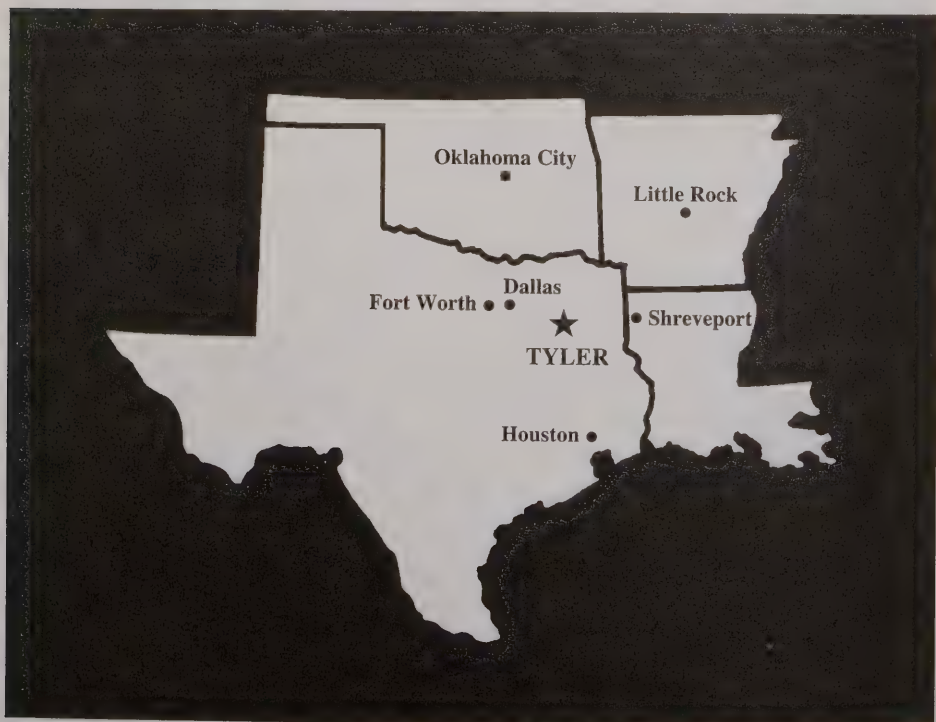 Oklahoma City
Little Rock
Dallas
Fort Worth
Shreveport
TYLER
Houston